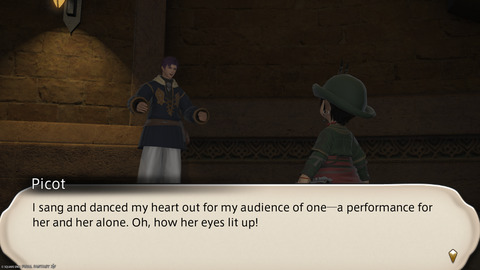 Picot
I sang and danced my heart out for my audience of one─a performance for
her and her alone. Oh, how her eyes lit up!